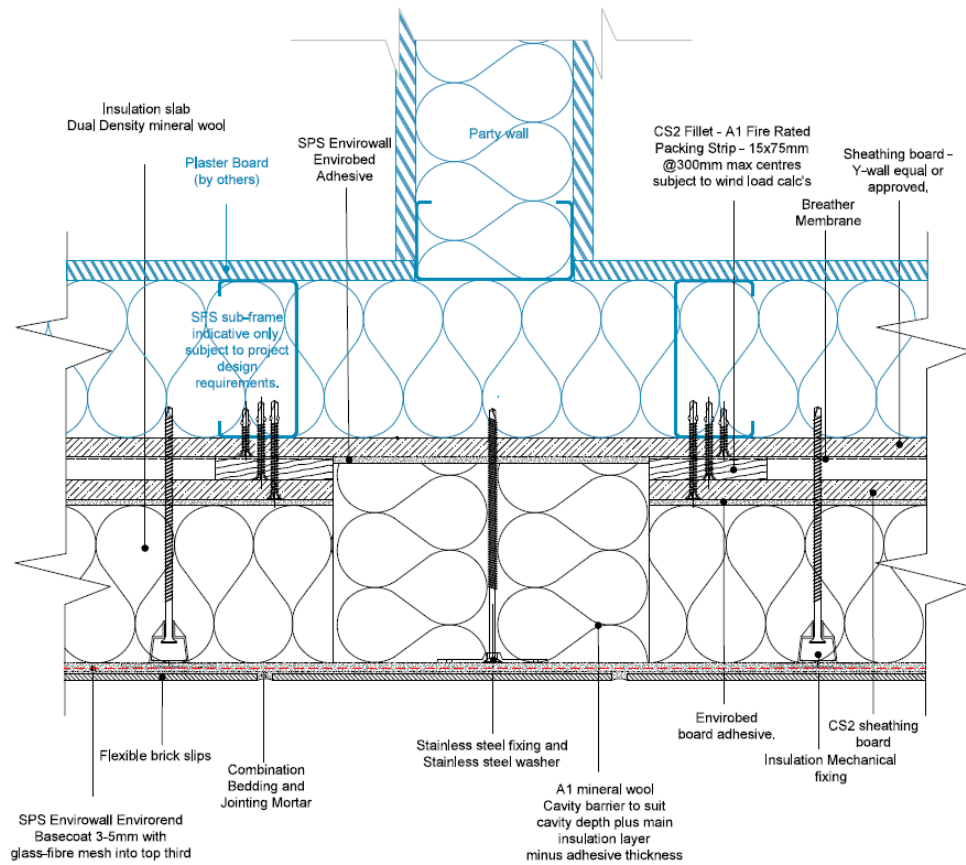 Insulation slab
Dual Density mineral wool
Plaster Board
(by others)
SPS Envirowall
Envirobed
Adhesive
Party wall
CS2 Fillet - A1 Fire Rated
Packing Strip - 15x75mm
@300mm max centres
subject to wind load calc's
Sheathing board -
Y-wall equal or
approved,
Breather
Membrane
SFS sub-frame
indicative only
subject to project
design
requirements.
Flexible brick slips
Combination
Bedding and
Jointing Mortar
SPS Envirowall Envirorend
Basecoat 3-5mm with
glass-fibre mesh into top third
Stainless steel fixing and
Stainless steel washer
A1 mineral wool
Cavity barrier to suit
cavity depth plus main
insulation layer
minus adhesive thickness
Envirobed
board adhesive,
CS2 sheathing
board
Insulation Mechanical
fixing